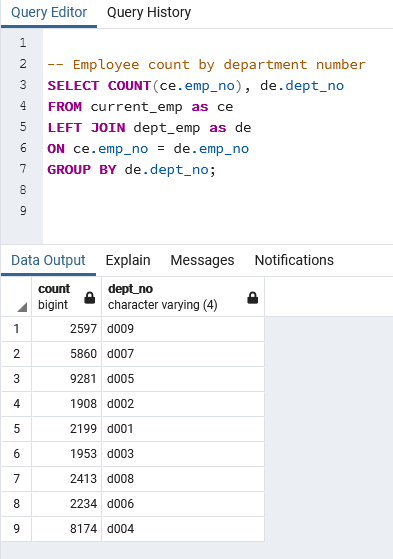 Query Editor Query History
1
2 -- Employee count by department number
3 SELECT COUNT(ce.emp_no), de.dept_no
4 FROM current_emp as ce
5 LEFT JOIN dept_emp as de
6 ON ce.emp_no = de.emp_no
7 GROUP BY de.dept_no;
8
9
Data Output Explain Messages Notifications
count dept_no
bigint character varying (4)
1 2597 d009
2 5860 d007
3 9281 d005
4 1908 d002
5 2199 d001
6 1953 d003
7 2413 d008
8 2234 d006
9 8174 d004